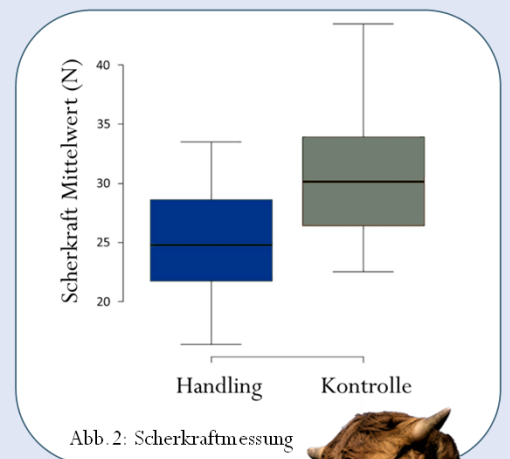 Scherkraft Mittelwert (N)
40
35
30
25
20
Handling Kontrolle
Abb.2: Scherkraftmessung